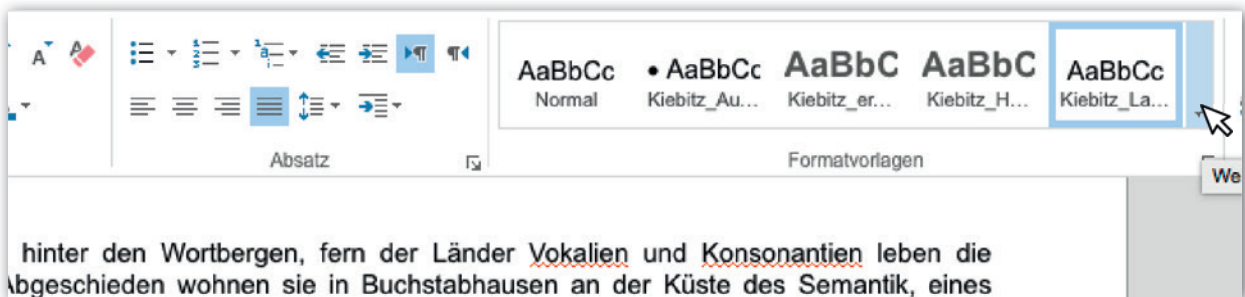 AaBbCc • AaBbCc AaBbC AaBbC AaBbCc
Normal Kiebitz_Au... Kiebitz_er... Kiebitz_H... Kiebitz_La...
Absatz Formatvorlagen
We
hinter den Wortbergen, fern der Länder Vokalien und Konsonantien leben die
Abgeschieden wohnen sie in Buchstabhausen an der Küste des Semantik, eines